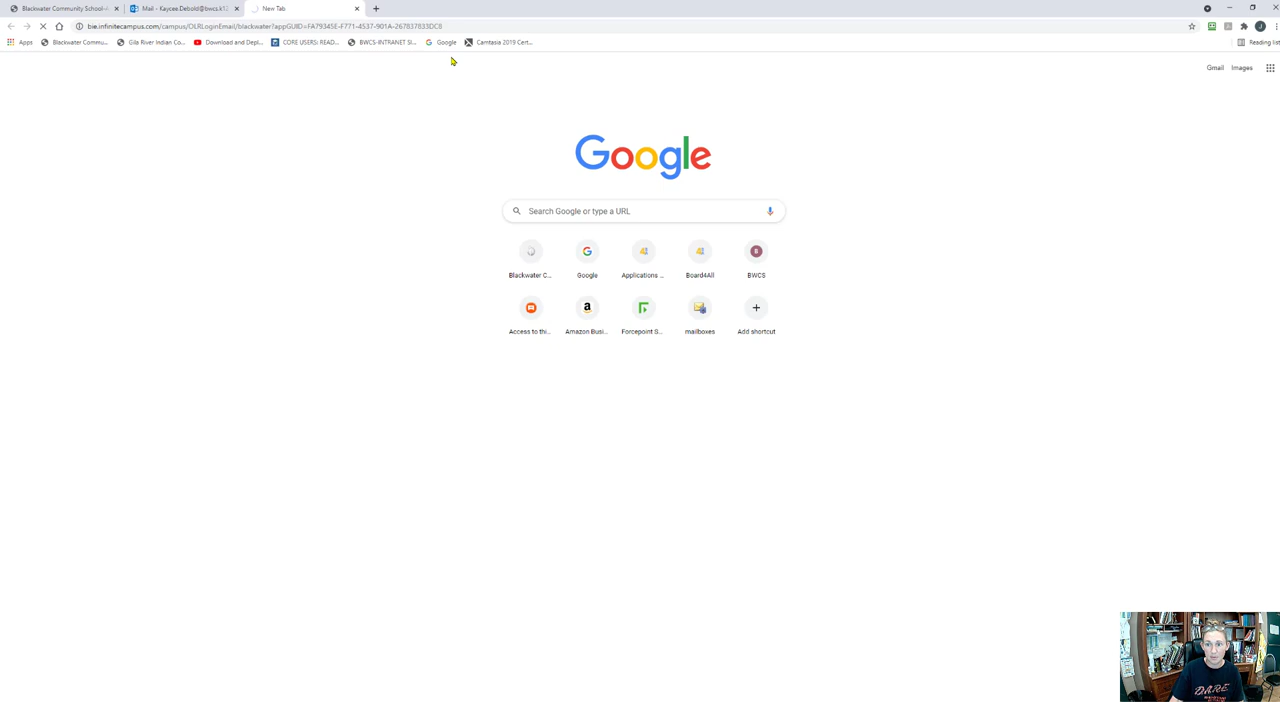 Blackwater Community School-A
Mail - Kaycee.Debold@bwcs.k12
New Tab
bie.infinitecampus.com/campus/OLRLoginEmail/blackwater?appGUID=FA79345E-F771-4537-901A-267837833DC8
Apps
Blackwater Commu...
Gila River Indian Co...
Download and Depl...
CORE USERS: READ...
BWCS-INTRANET SI...
Google
Camtasia 2019 Cert...
Reading list
Gmail
Images
Google
Search Google or type a URL
Blackwater C...
Google
Applications ...
Board4All
BWCS
Access to thi...
Amazon Busi...
Forcepoint S...
mailboxes
Add shortcut
D.A.R.E.